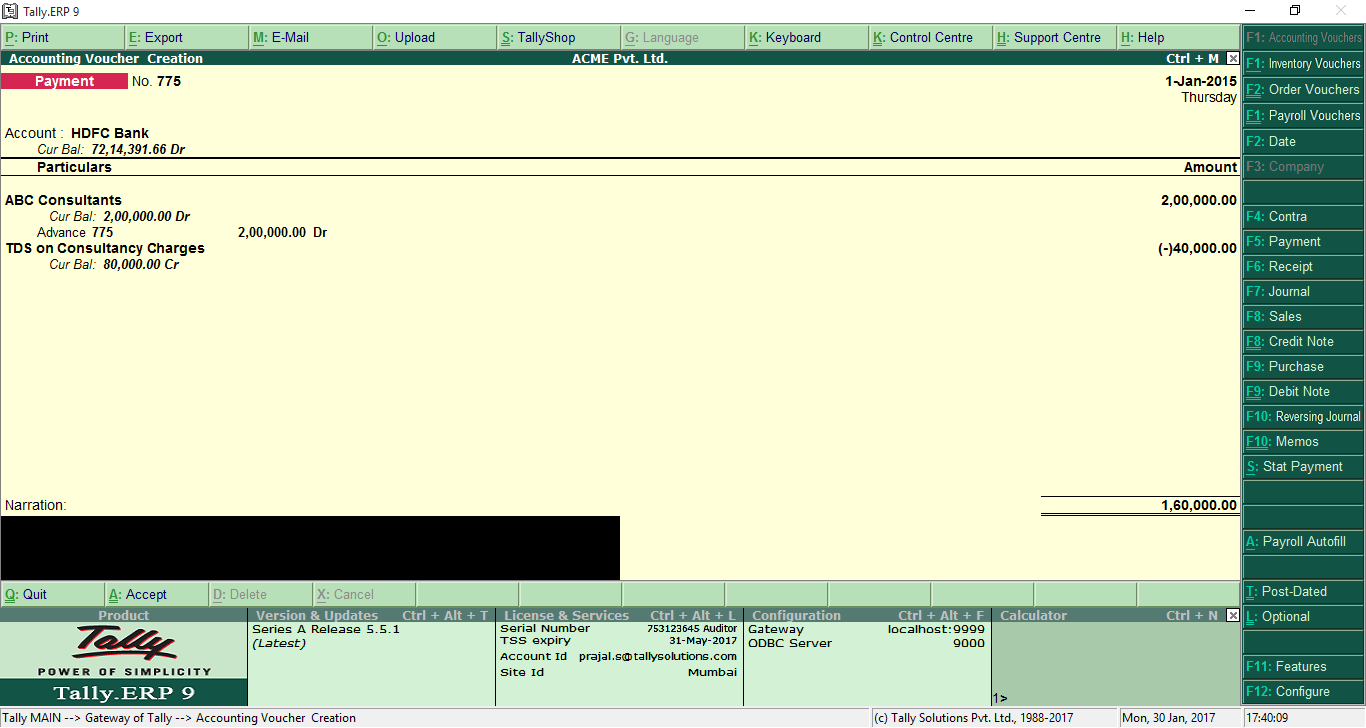 Tally.ERP 9
P: Print E: Export M: E-Mail O: Upload S: TallyShop G: Language K: Keyboard K: Control Centre H: Support Centre H: Help
Accounting Voucher Creation ACME Pvt. Ltd. Ctrl + M
Payment No. 775 1-Jan-2015
Thursday
Account : HDFC Bank
Cur Bal: 72,14,391.66 Dr
Particulars Amount
ABC Consultants 2,00,000.00
Cur Bal: 2,00,000.00 Dr
Advance 775 2,00,000.00 Dr
TDS on Consultancy Charges (-)40,000.00
Cur Bal: 80,000.00 Cr
Narration: 1,60,000.00
F1: Accounting Vouchers
F1: Inventory Vouchers
F2: Order Vouchers
F1: Payroll Vouchers
F2: Date
F3: Company
F4: Contra
F5: Payment
F6: Receipt
F7: Journal
F8: Sales
F8: Credit Note
F9: Purchase
F9: Debit Note
F10: Reversing Journal
F10: Memos
S: Stat Payment
A: Payroll Autofill
T: Post-Dated
L: Optional
F11: Features
F12: Configure
Q: Quit A: Accept D: Delete X: Cancel
Product Version & Updates Ctrl + Alt + T License & Services Ctrl + Alt + L Configuration Ctrl + Alt + F Calculator Ctrl + N
Tally
POWER OF SIMPLICITY
Tally.ERP 9
Series A Release 5.5.1
(Latest)
Serial Number 753123645 Auditor
TSS expiry 31-May-2017
Account Id prajal.s@tallysolutions.com
Site Id Mumbai
Gateway localhost:9999
ODBC Server 9000
1>
Tally MAIN --> Gateway of Tally --> Accounting Voucher Creation (c) Tally Solutions Pvt. Ltd., 1988-2017 Mon, 30 Jan, 2017 17:40:09